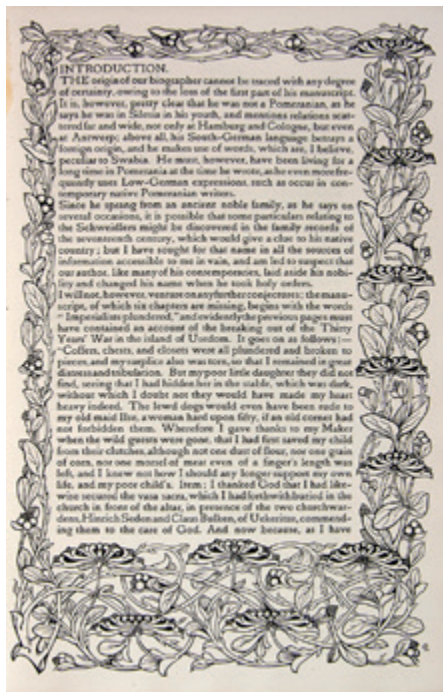 INTRODUCTION.
THE origin of our biographer cannot be traced with any degree
of certainty, owing to the loss of the first part of his manuscript.
It is, however, pretty clear that he was not a Pomeranian, as he
says he was in Silesia in his youth, and mentions relations scat-
tered far and wide, not only at Hamburg and Cologne, but even
at Antwerp; above all, his South-German language betrays a
foreign origin, and he makes use of words, which are, I believe,
peculiar to Swabia. He must, however, have been living for a
long time in Pomerania at the time he wrote, as he even more fre-
quently uses Low-German expressions, such as occur in con-
temporary native Pomeranian writers.
Since he sprang from an ancient noble family, as he says on
several occasions, it is possible that some particulars relating to
the Schweidlers might be discovered in the family records of
the seventeenth century, which would give a clue to his native
country; but I have sought for that name in all the sources of
information accessible to me in vain, and am led to suspect that
our author, like many of his contemporaries, laid aside his nobi-
lity and changed his name when he took holy orders.
I will not, however, venture on any further conjectures; the manu-
script, of which six chapters are missing, begins with the words
"Imperialists plundered," and evidently the previous pages must
have contained an account of the breaking out of the Thirty
Years' War in the island of Usedom. It goes on as follows:—
"Coffers, chests, and closets were all plundered and broken to
pieces, and my surplice also was torn, so that I remained in great
distress and tribulation. But my poor little daughter they did not
find, seeing that I had hidden her in the stable, which was dark,
without which I doubt not they would have made my heart
heavy indeed. The lewd dogs would even have been rude to
my old maid Ilse, a woman hard upon fifty, if an old cornet had
not forbidden them. Wherefore I gave thanks to my Maker
when the wild guests were gone, that I had first saved my child
from their clutches, although not one dust of flour, nor one grain
of corn, nor one morsel of meat even of a finger's length was
left, and I knew not how I should any longer support my own
life, and my poor child's. Item: I thanked God that I had like-
wise secured the vasa sacra, which I had forthwith buried in the
church in front of the altar, in presence of the two churchwar-
dens, Hinrich Seden and Claus Bulken, of Uekeritze, commend-
ing them to the care of God. And now because, as I have